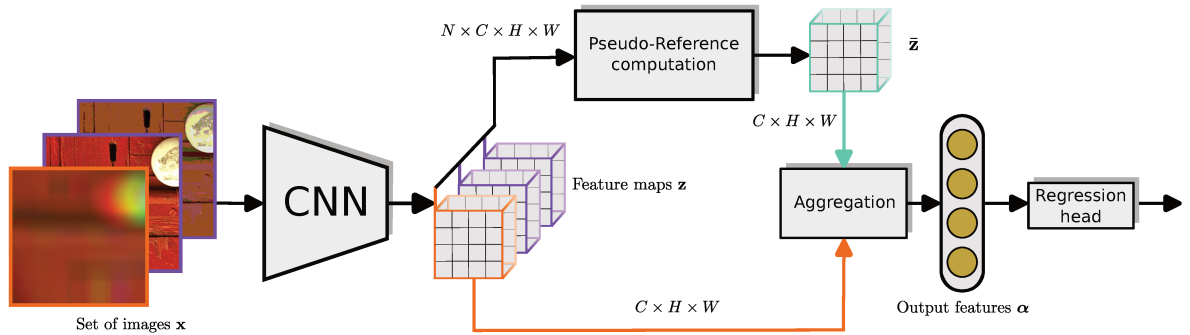 N × C × H × W
Pseudo-Reference
computation
z̄
C × H × W
CNN
Feature maps z
Aggregation
Regression
head
C × H × W
Output features α
Set of images x